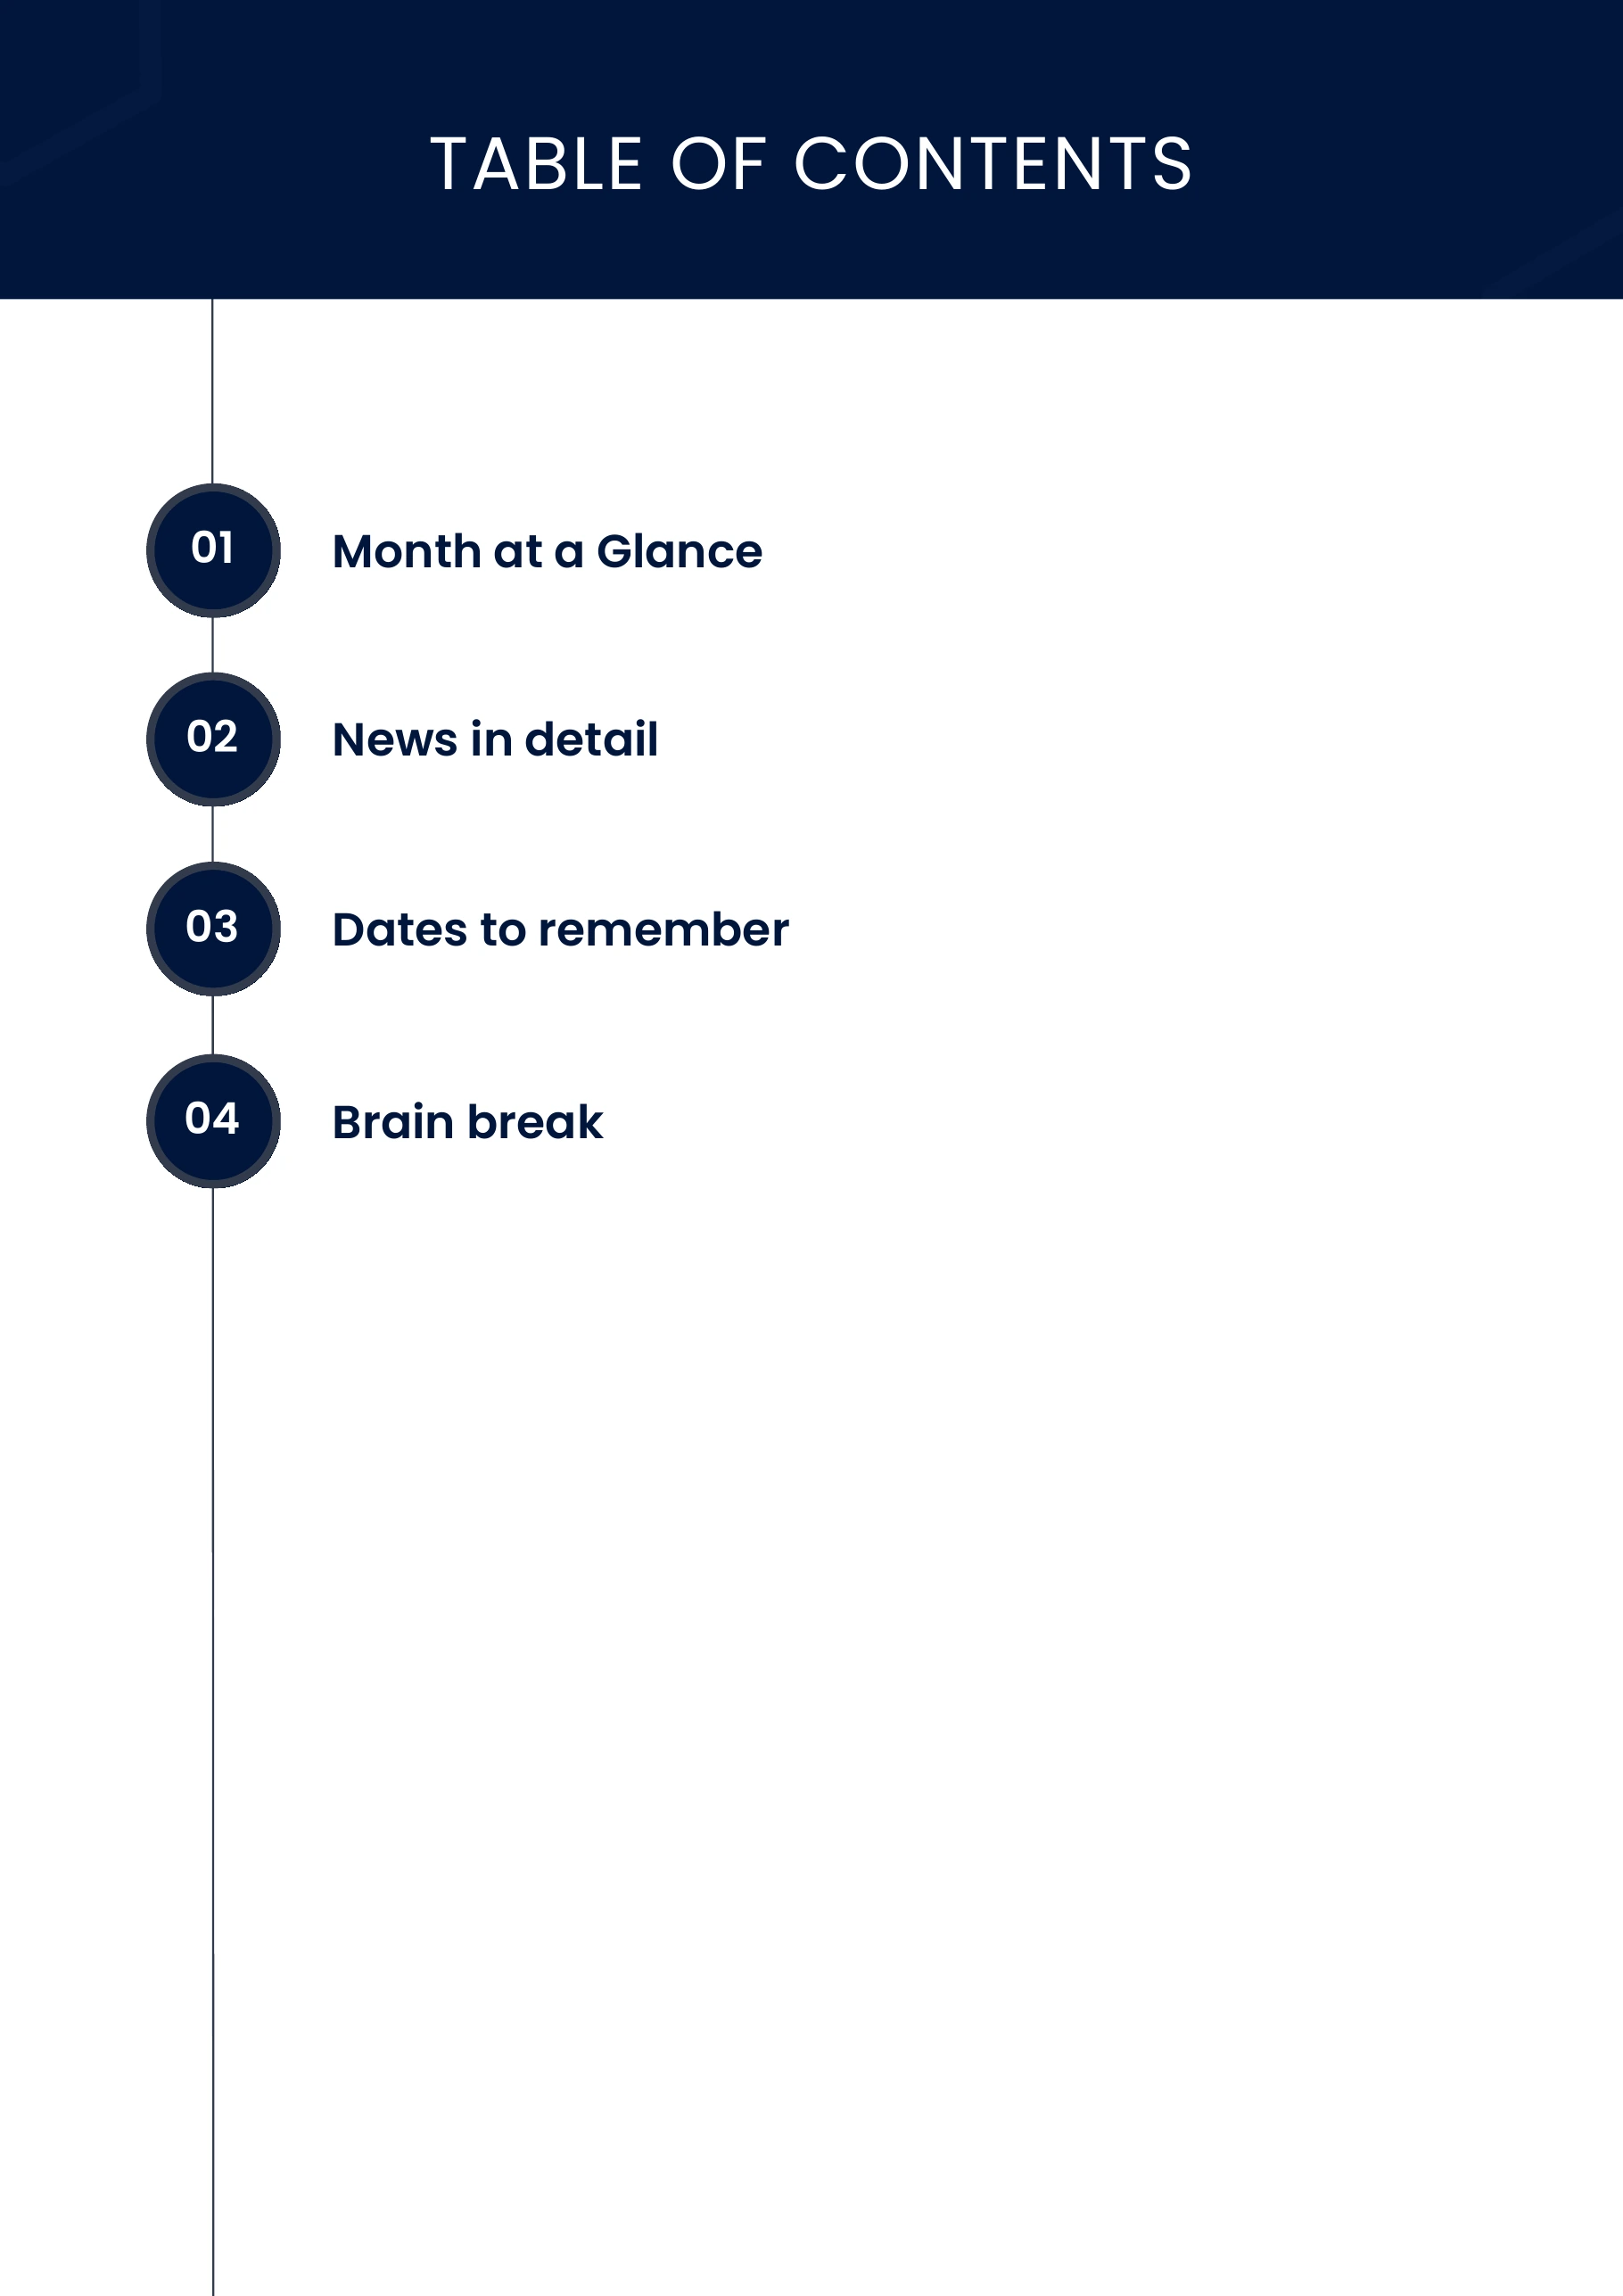 TABLE OF CONTENTS
01 Month at a Glance
02 News in detail
03 Dates to remember
04 Brain break